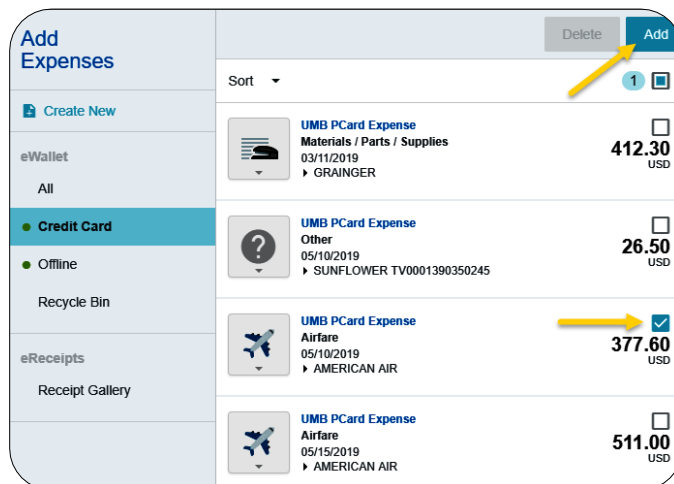 Add
Expenses
Create New
eWallet
All
Credit Card
Offline
Recycle Bin
eReceipts
Receipt Gallery
Delete
Add
Sort
1
UMB PCard Expense
Materials / Parts / Supplies
03/11/2019
GRAINGER
412.30
USD
UMB PCard Expense
Other
05/10/2019
SUNFLOWER TV0001390350245
26.50
USD
UMB PCard Expense
Airfare
05/10/2019
AMERICAN AIR
377.60
USD
UMB PCard Expense
Airfare
05/15/2019
AMERICAN AIR
511.00
USD